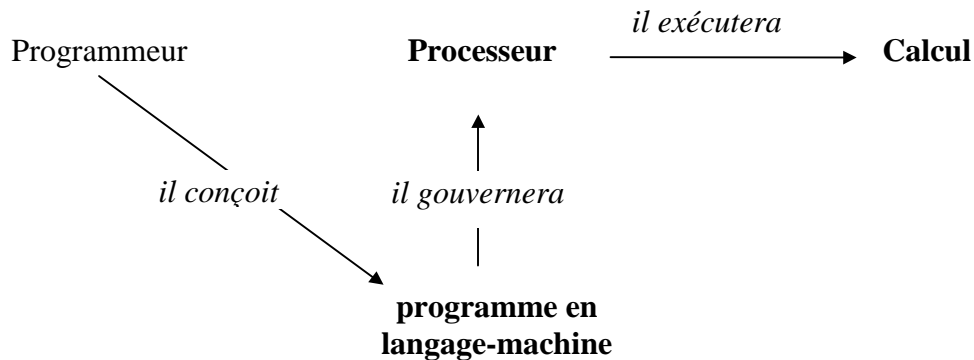 il exécutera
Programmeur Processeur Calcul
il conçoit il gouvernera
programme en
langage-machine